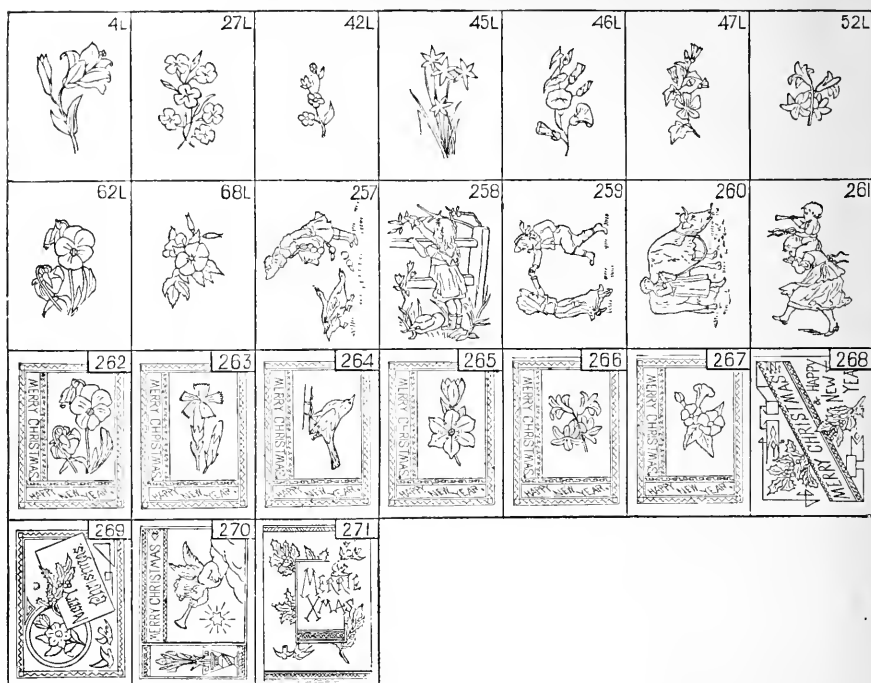 4L 27L 42L 45L 46L 47L 52L
62L 68L 257 258 259 260 261
262 263 264 265 266 267 268
MERRY CHRISTMAS
HAPPY NEW YEAR
MERRY CHRISTMAS
HAPPY NEW YEAR
MERRY CHRISTMAS
HAPPY NEW YEAR
MERRY CHRISTMAS
HAPPY NEW YEAR
MERRY CHRISTMAS
HAPPY NEW YEAR
MERRY CHRISTMAS
HAPPY NEW YEAR
MERRY CHRISTMAS
& HAPPY
NEW
YEAR
269 270 271
MERRY
CHRISTMAS.
MERRY CHRISTMAS
MERRIE
XMAS